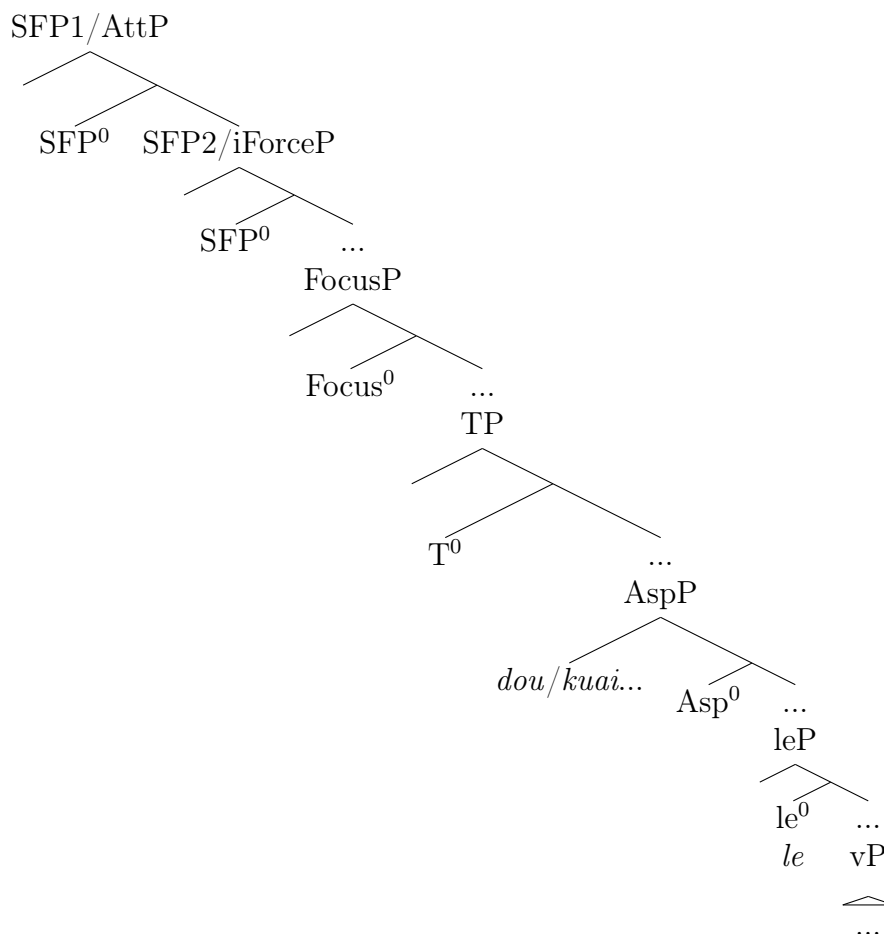 SFP1/AttP
SFP⁰ SFP2/iForceP
SFP⁰ ...
FocusP
Focus⁰ ...
TP
T⁰ ...
AspP
dou/kuai... Asp⁰ ...
leP
le⁰ ...
le vP
...